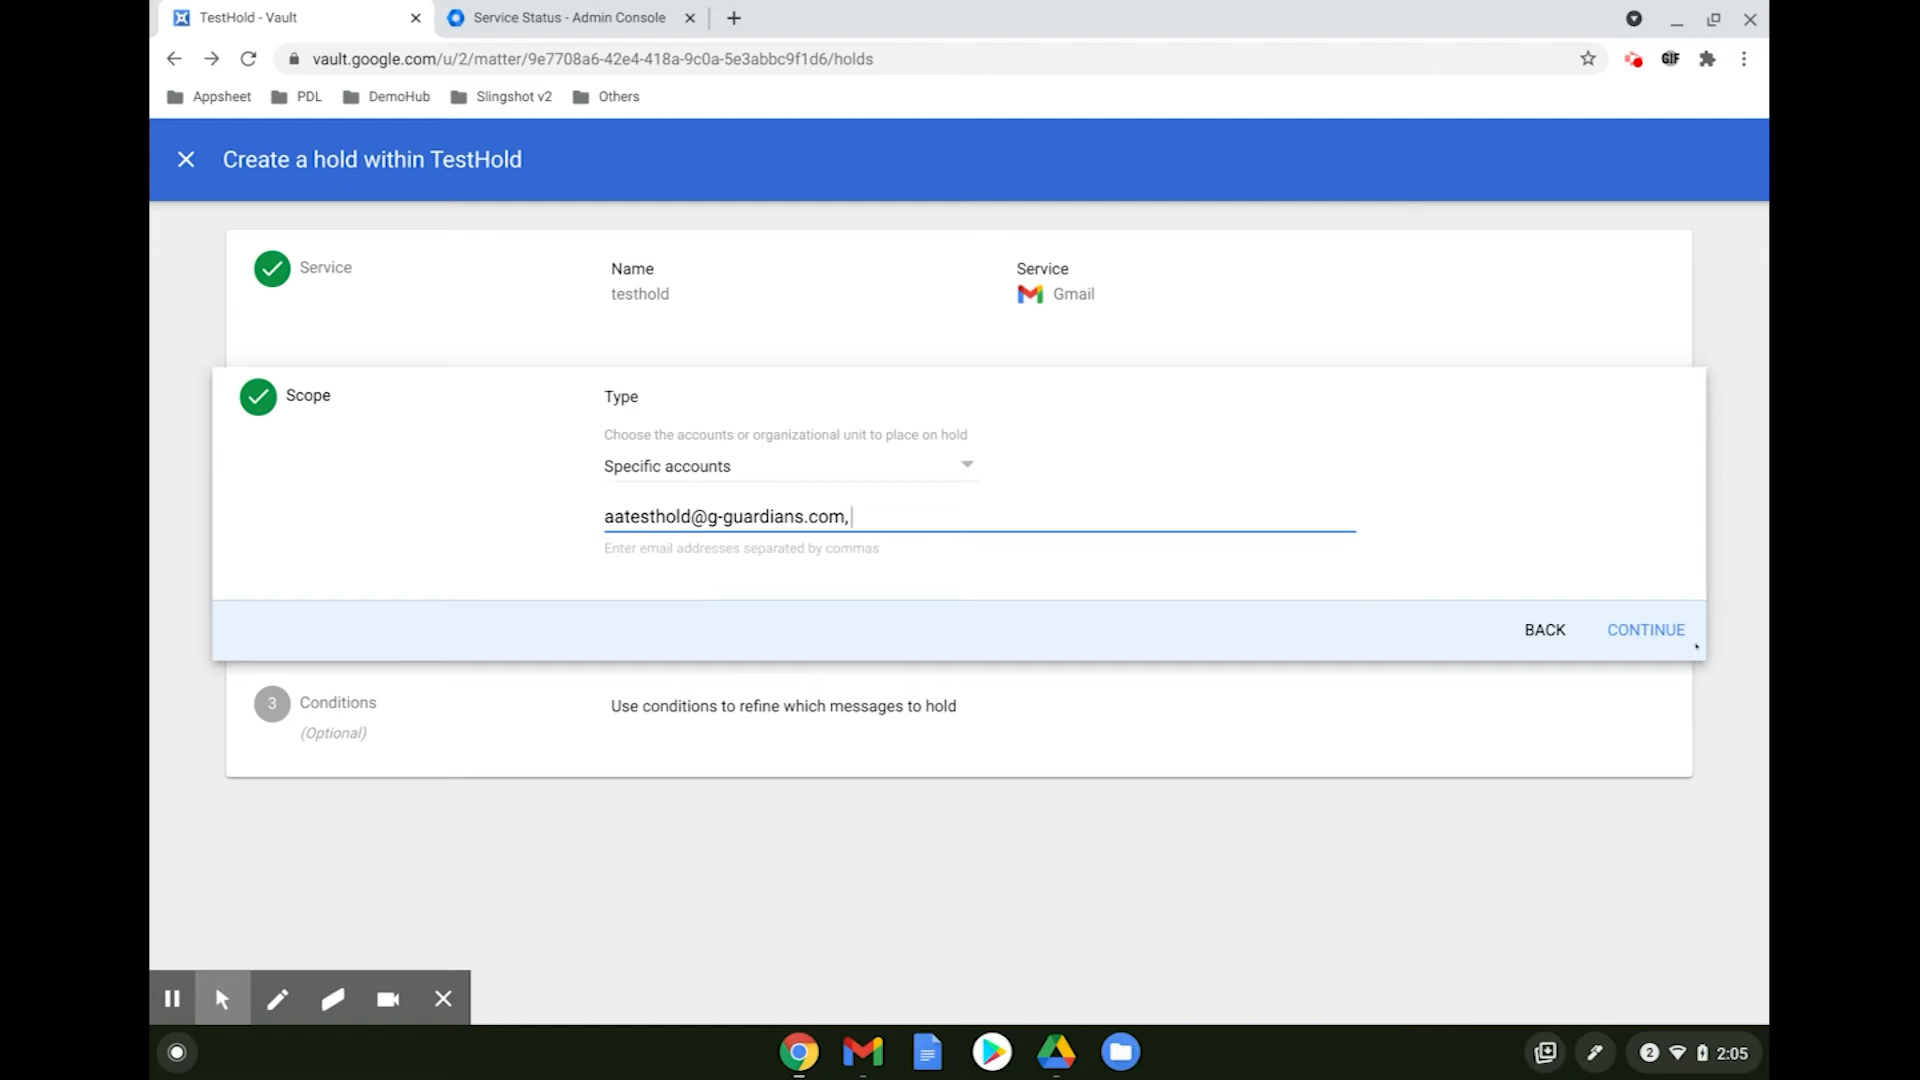 TestHold - Vault
Service Status - Admin Console
vault.google.com/u/2/matter/9e7708a6-42e4-418a-9c0a-5e3abbc9f1d6/holds
GIF
Appsheet PDL DemoHub Slingshot v2 Others
Create a hold within TestHold
Service
Name
testhold
Service
Gmail
Scope
Type
Choose the accounts or organizational unit to place on hold
Specific accounts
aatesthold@g-guardians.com,
Enter email addresses separated by commas
BACK CONTINUE
3 Conditions
(Optional)
Use conditions to refine which messages to hold
2 2:05